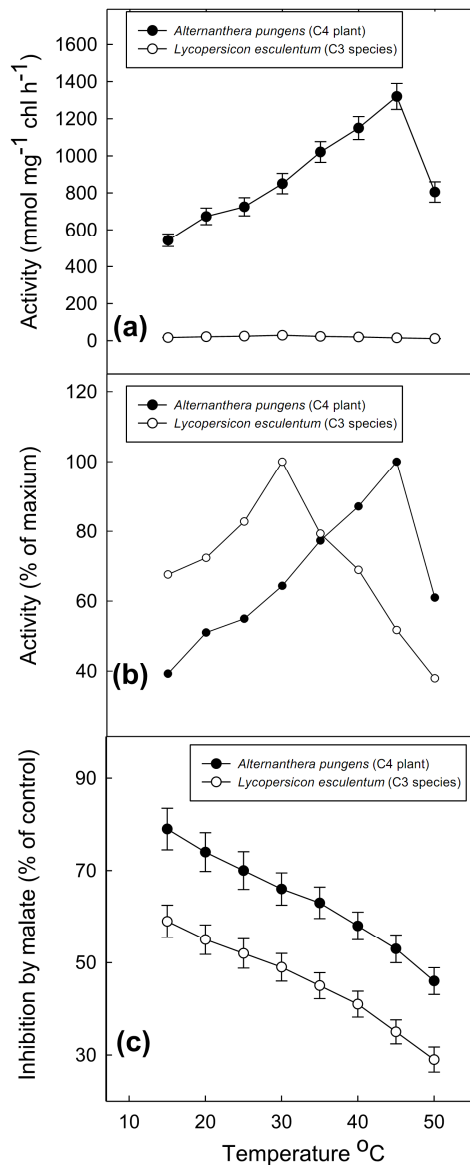 Alternanthera pungens (C4 plant)
Lycopersicon esculentum (C3 species)
1600
1400
1200
1000
800
600
400
200
0
Activity (mmol mg⁻¹ chl h⁻¹)
(a)
Alternanthera pungens (C4 plant)
Lycopersicon esculentum (C3 species)
120
100
80
60
40
Activity (% of maxium)
(b)
Alternanthera pungens (C4 plant)
Lycopersicon esculentum (C3 species)
90
70
50
30
Inhibition by malate (% of control)
(c)
10 20 30 40 50
Temperature ⁰C